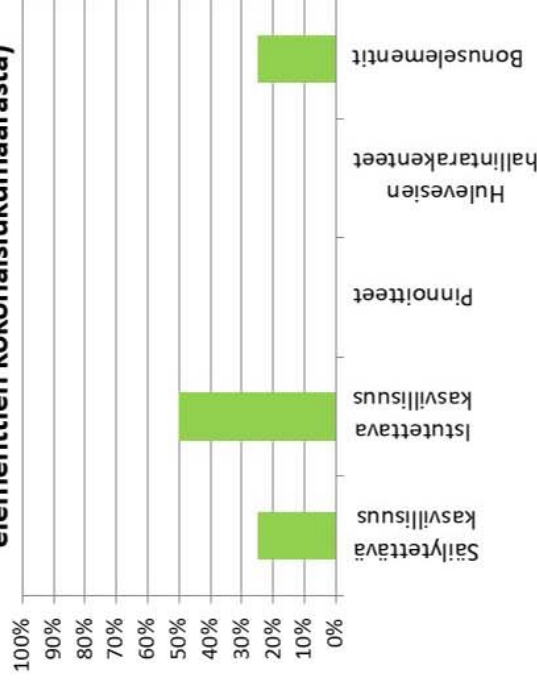 elementtien kokonaislukumäärästä)
100%
90%
80%
70%
60%
50%
40%
30%
20%
10%
0%
Säilytettävä
kasvillisuus
Istutettava
kasvillisuus
Pinnoitteet
Hulevesien
hallintarakenteet
Bonuselementit